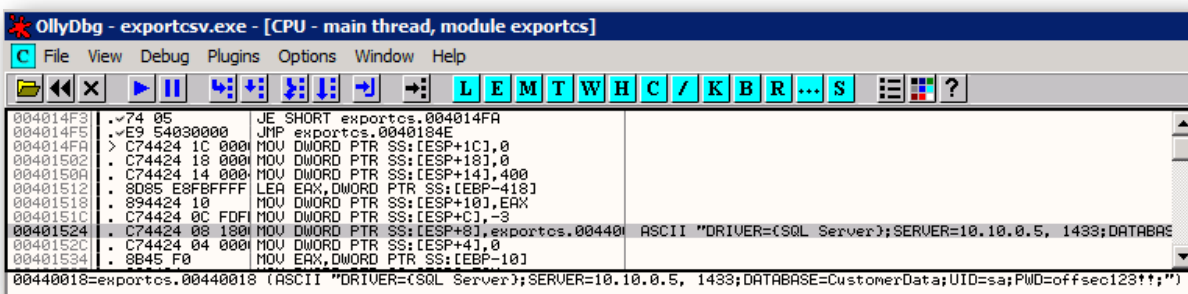 OllyDbg - exportcsv.exe - [CPU - main thread, module exportcs]
C File View Debug Plugins Options Window Help
L E M T W H C / K B R ... S ?
004014F3 .⌄74 05 JE SHORT exportcs.004014FA
004014F5 .⌄E9 54030000 JMP exportcs.0040184E
004014FA > C74424 1C 000 MOV DWORD PTR SS:[ESP+1C],0
00401502 . C74424 18 000 MOV DWORD PTR SS:[ESP+18],0
0040150A . C74424 14 000 MOV DWORD PTR SS:[ESP+14],400
00401512 . 8D85 E8FBFFFF LEA EAX,DWORD PTR SS:[EBP-418]
00401518 . 894424 10 MOV DWORD PTR SS:[ESP+10],EAX
0040151C . C74424 0C FDF MOV DWORD PTR SS:[ESP+C],-3
00401524 . C74424 08 180 MOV DWORD PTR SS:[ESP+8],exportcs.00440 ASCII "DRIVER={SQL Server};SERVER=10.10.0.5, 1433;DATABAS
0040152C . C74424 04 000 MOV DWORD PTR SS:[ESP+4],0
00401534 . 8B45 F0 MOV EAX,DWORD PTR SS:[EBP-10]
00440018=exportcs.00440018 (ASCII "DRIVER={SQL Server};SERVER=10.10.0.5, 1433;DATABASE=CustomerData;UID=sa;PWD=offsec123!!;")